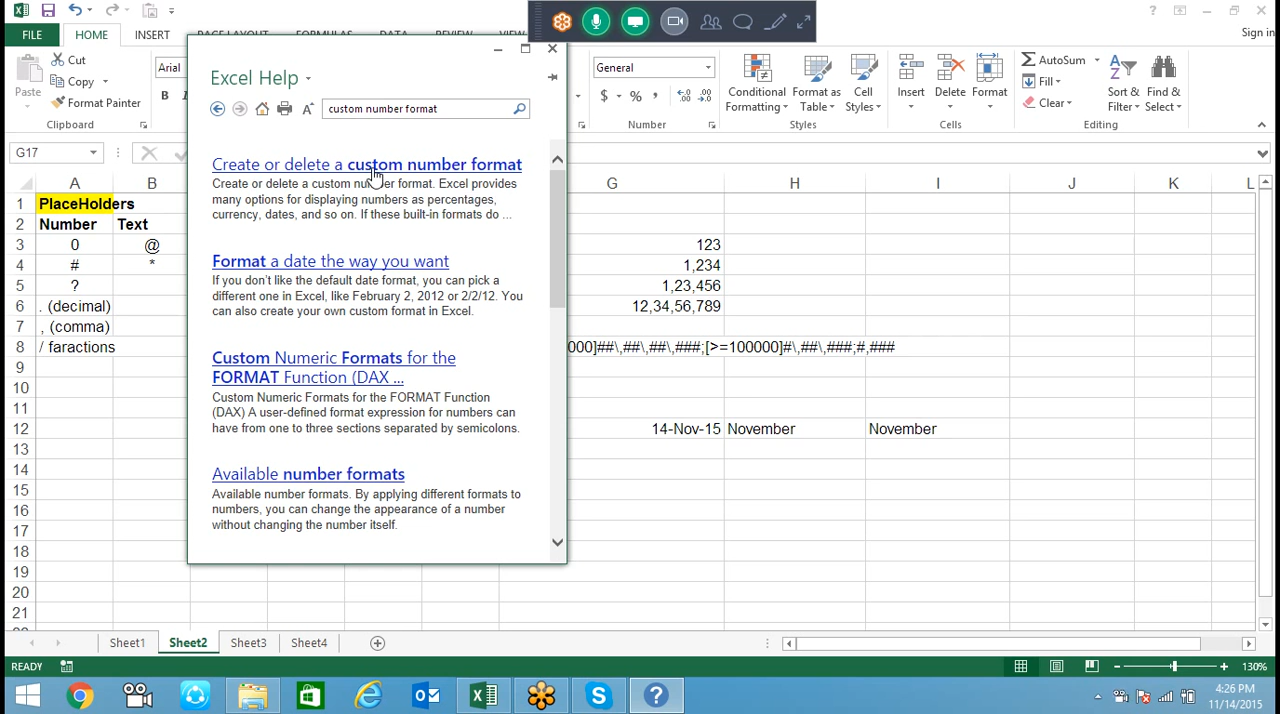 FILE HOME INSERT PAGE LAYOUT FORMULAS DATA REVIEW VIEW Sign in
Cut
Copy
Format Painter
Paste
Clipboard
Arial
B
General
$ % ,
Number
Conditional Formatting
Format as Table
Cell Styles
Styles
Insert
Delete
Format
Cells
AutoSum
Fill
Clear
Sort & Filter
Find & Select
Editing
G17
Excel Help
custom number format
Create or delete a custom number format
Create or delete a custom number format. Excel provides
many options for displaying numbers as percentages,
currency, dates, and so on. If these built-in formats do ...
Format a date the way you want
If you don't like the default date format, you can pick a
different one in Excel, like February 2, 2012 or 2/2/12. You
can also create your own custom format in Excel.
Custom Numeric Formats for the
FORMAT Function (DAX ...
Custom Numeric Formats for the FORMAT Function
(DAX) A user-defined format expression for numbers can
have from one to three sections separated by semicolons.
Available number formats
Available number formats. By applying different formats to
numbers, you can change the appearance of a number
without changing the number itself.
A B G H I J K L
1 PlaceHolders
2 Number Text
3 0 @ 123
4 # * 1,234
5 ? 1,23,456
6 . (decimal) 12,34,56,789
7 , (comma)
8 / faractions 000]##\,##\,##\,###;[>=100000]#\,##\,###;#,###
9
10
11
12 14-Nov-15 November November
13
14
15
16
17
18
19
20
21
Sheet1 Sheet2 Sheet3 Sheet4
READY 130%
4:26 PM
11/14/2015